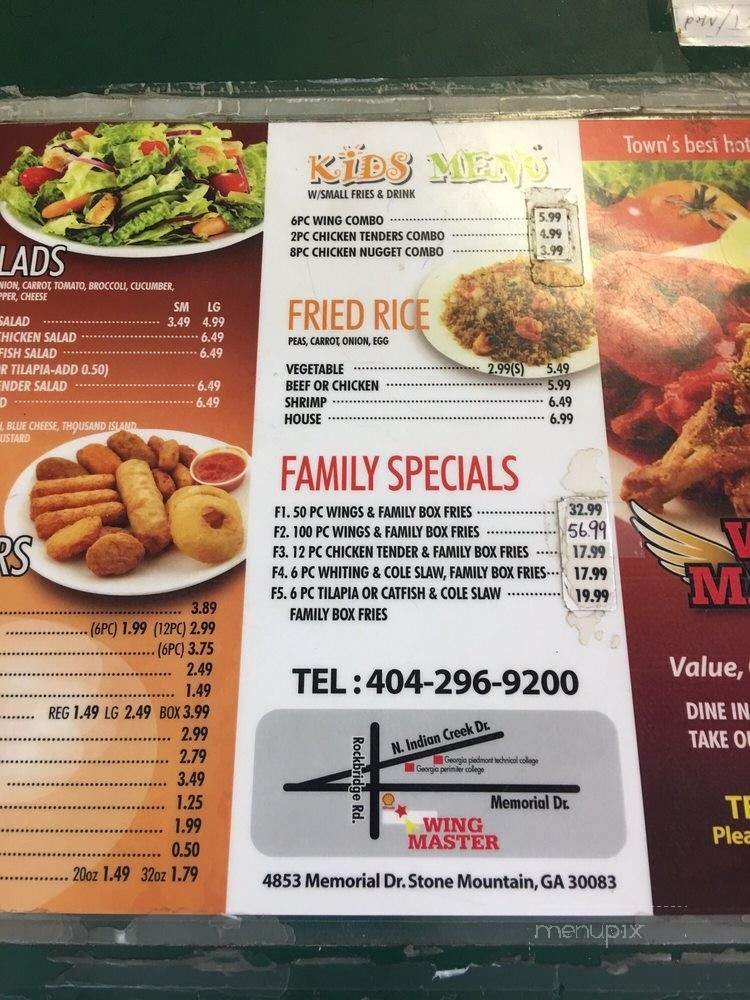 LADS
NION, CARROT, TOMATO, BROCCOLI, CUCUMBER,
PPER, CHEESE
SM LG
SALAD 3.49 4.99
HICKEN SALAD 6.49
FISH SALAD 6.49
R TILAPIA-ADD 0.50)
ENDER SALAD 6.49
D 6.49
H, BLUE CHEESE, THOUSAND ISLAND,
USTARD
RS
3.89
(6PC) 1.99 (12PC) 2.99
(6PC) 3.75
2.49
1.49
REG 1.49 LG 2.49 BOX 3.99
2.99
2.79
3.49
1.25
1.99
0.50
20oz 1.49 32oz 1.79
KiDS MENU
W/SMALL FRIES & DRINK
6PC WING COMBO 5.99
2PC CHICKEN TENDERS COMBO 4.99
8PC CHICKEN NUGGET COMBO 3.99
FRIED RICE
PEAS, CARROT, ONION, EGG
VEGETABLE 2.99(S) 5.49
BEEF OR CHICKEN 5.99
SHRIMP 6.49
HOUSE 6.99
FAMILY SPECIALS
F1. 50 PC WINGS & FAMILY BOX FRIES 32.99
F2. 100 PC WINGS & FAMILY BOX FRIES 56.99
F3. 12 PC CHICKEN TENDER & FAMILY BOX FRIES 17.99
F4. 6 PC WHITING & COLE SLAW, FAMILY BOX FRIES 17.99
F5. 6 PC TILAPIA OR CATFISH & COLE SLAW 19.99
FAMILY BOX FRIES
TEL : 404-296-9200
N. Indian Creek Dr.
Rockbridge Rd.
Georgia piedmont technical college
Georgia perimiter college
Memorial Dr.
WING
MASTER
4853 Memorial Dr. Stone Mountain, GA 30083
Town's best hot
W
M
Value,
DINE IN
TAKE OU
TE
Plea
menupix